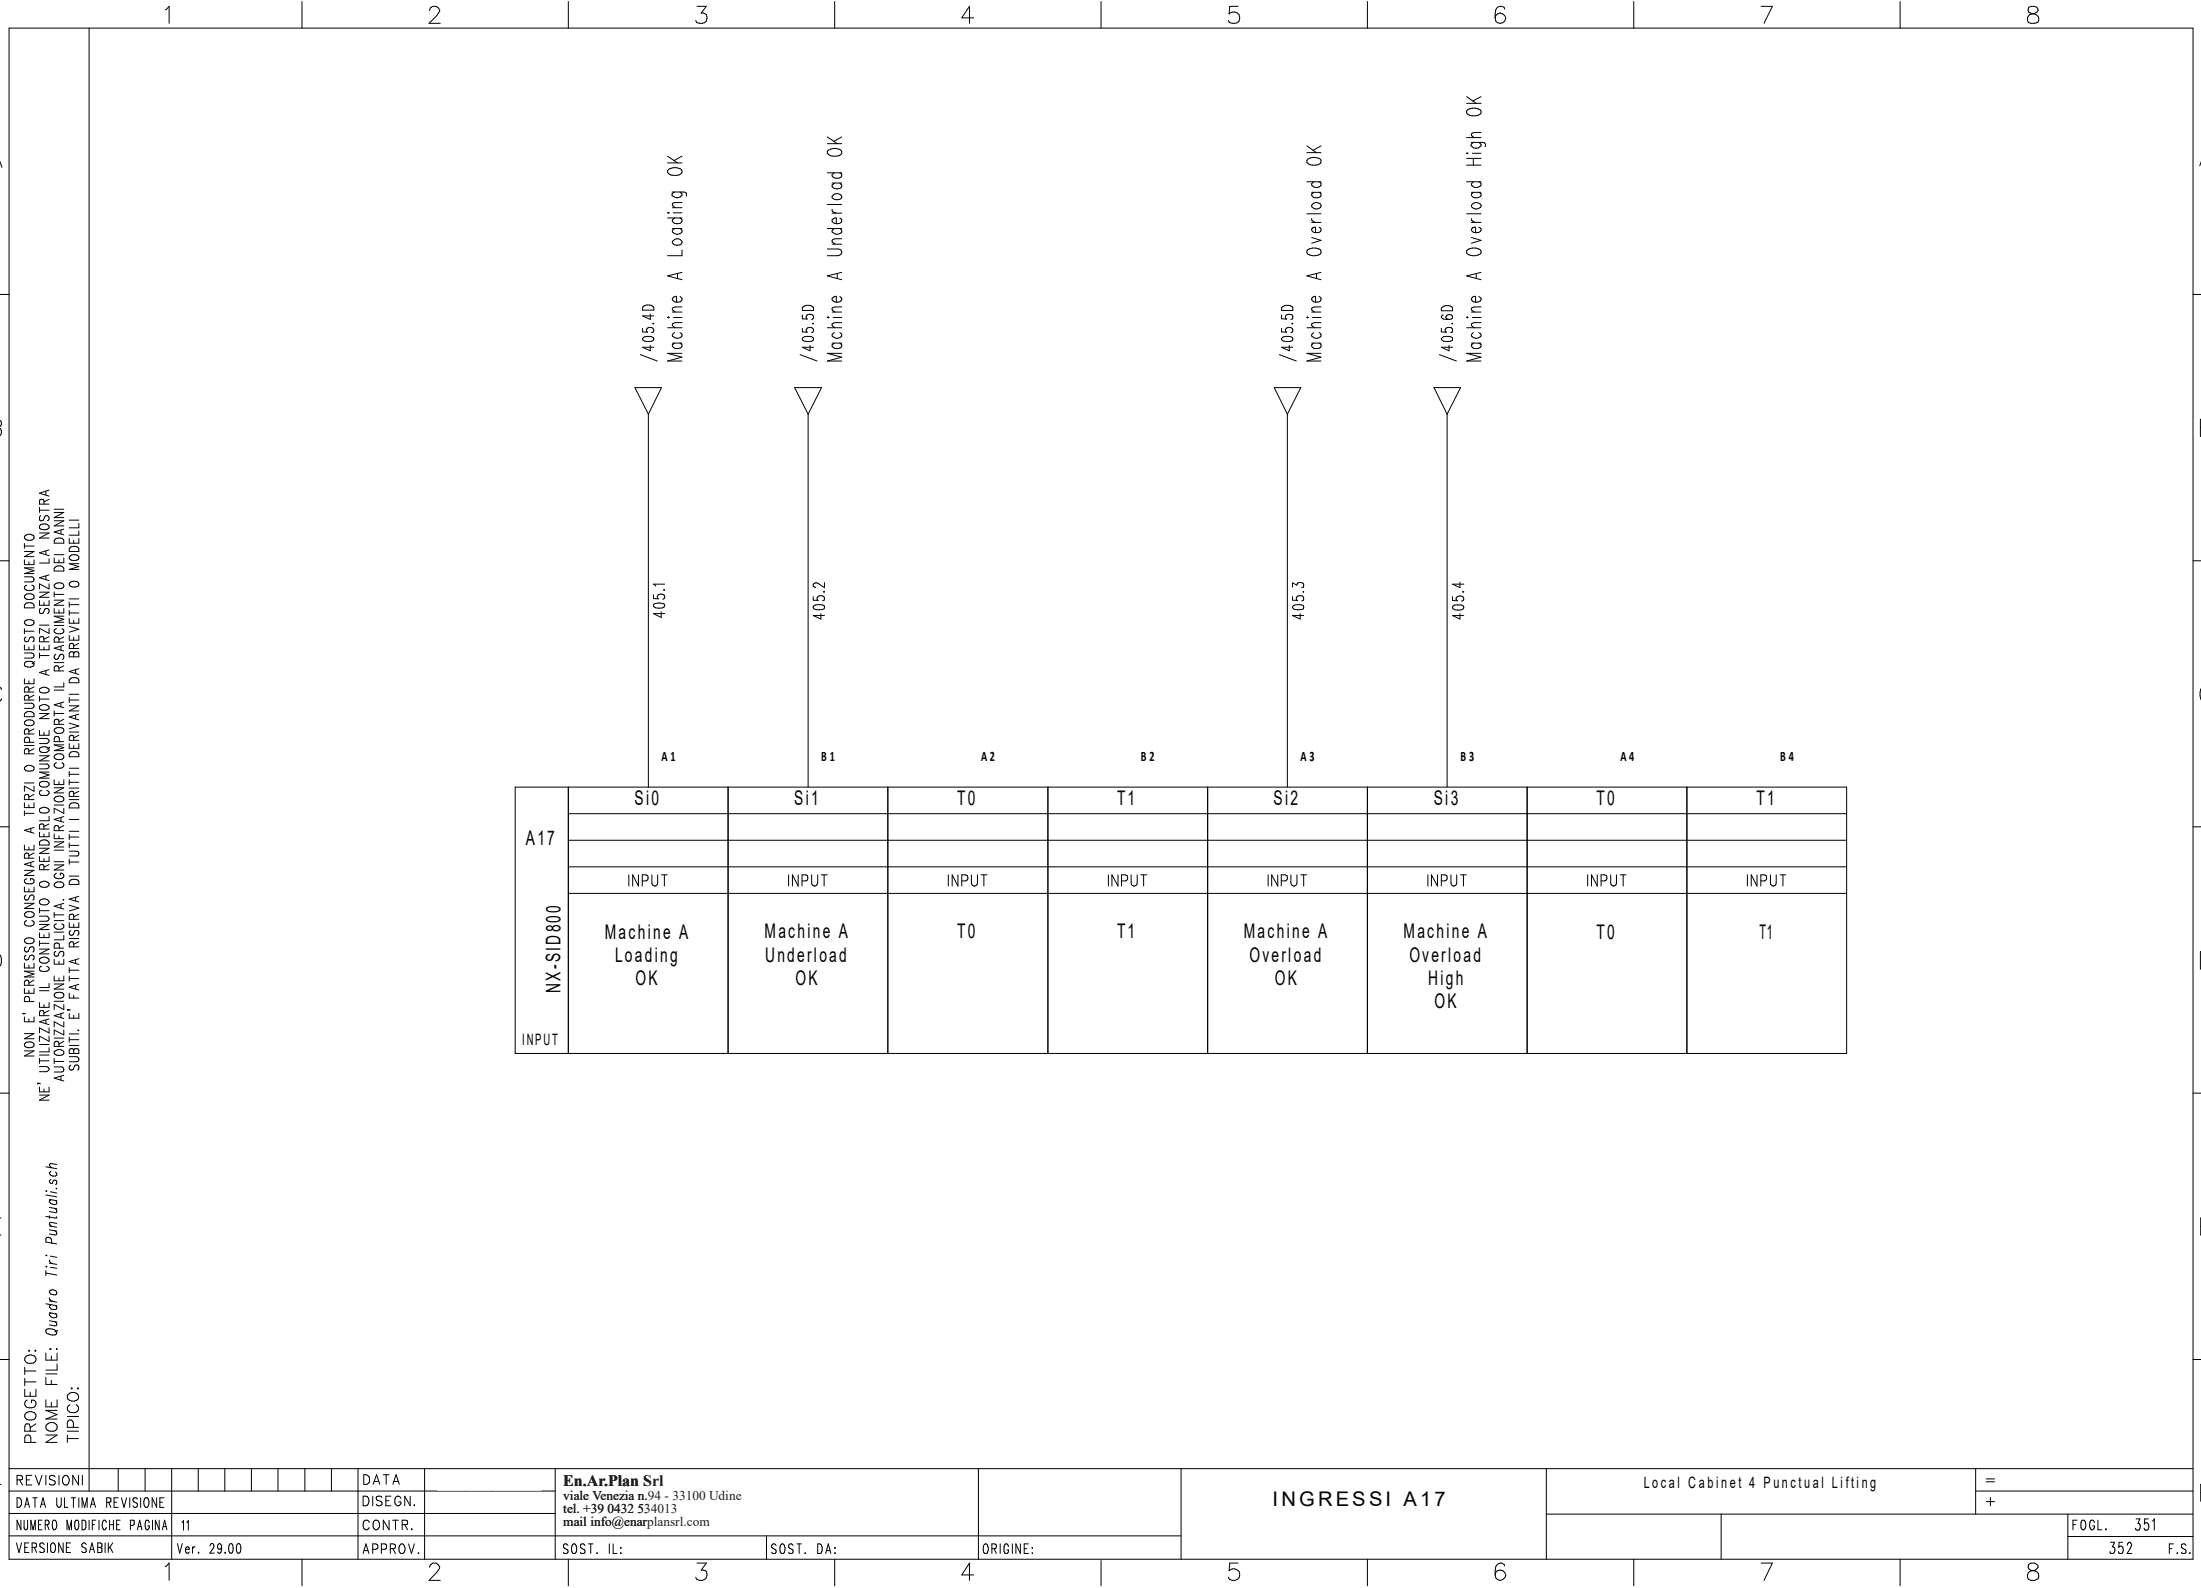 1 2 3 4 5 6 7 8
/405.4D
Machine A Loading OK
/405.5D
Machine A Underload OK
/405.5D
Machine A Overload OK
/405.6D
Machine A Overload High OK
405.1
405.2
405.3
405.4
A1 B1 A2 B2 A3 B3 A4 B4
Si0 Si1 T0 T1 Si2 Si3 T0 T1
A17
INPUT INPUT INPUT INPUT INPUT INPUT INPUT INPUT
NX-SID800
INPUT
Machine A
Loading
OK
Machine A
Underload
OK
T0
T1
Machine A
Overload
OK
Machine A
Overload
High
OK
T0
T1
NON E' PERMESSO CONSEGNARE A TERZI O RIPRODURRE QUESTO DOCUMENTO
NE' UTILIZZARE IL CONTENUTO O RENDERLO COMUNQUE NOTO A TERZI SENZA LA NOSTRA
AUTORIZZAZIONE ESPLICITA. OGNI INFRAZIONE COMPORTA IL RISARCIMENTO DEI DANNI
SUBITI. E' FATTA RISERVA DI TUTTI I DIRITTI DERIVANTI DA BREVETTI O MODELLI
PROGETTO:
NOME FILE: Quadro Tiri Puntuali.sch
TIPICO:
REVISIONI
DATA ULTIMA REVISIONE
NUMERO MODIFICHE PAGINA 11
VERSIONE SABIK Ver. 29.00
DATA
DISEGN.
CONTR.
APPROV.
En.Ar.Plan Srl
viale Venezia n.94 - 33100 Udine
tel. +39 0432 534013
mail info@enarplansrl.com
SOST. IL: SOST. DA: ORIGINE:
INGRESSI A17
Local Cabinet 4 Punctual Lifting
=
+
FOGL. 351
352 F.S.
1 2 3 4 5 6 7 8